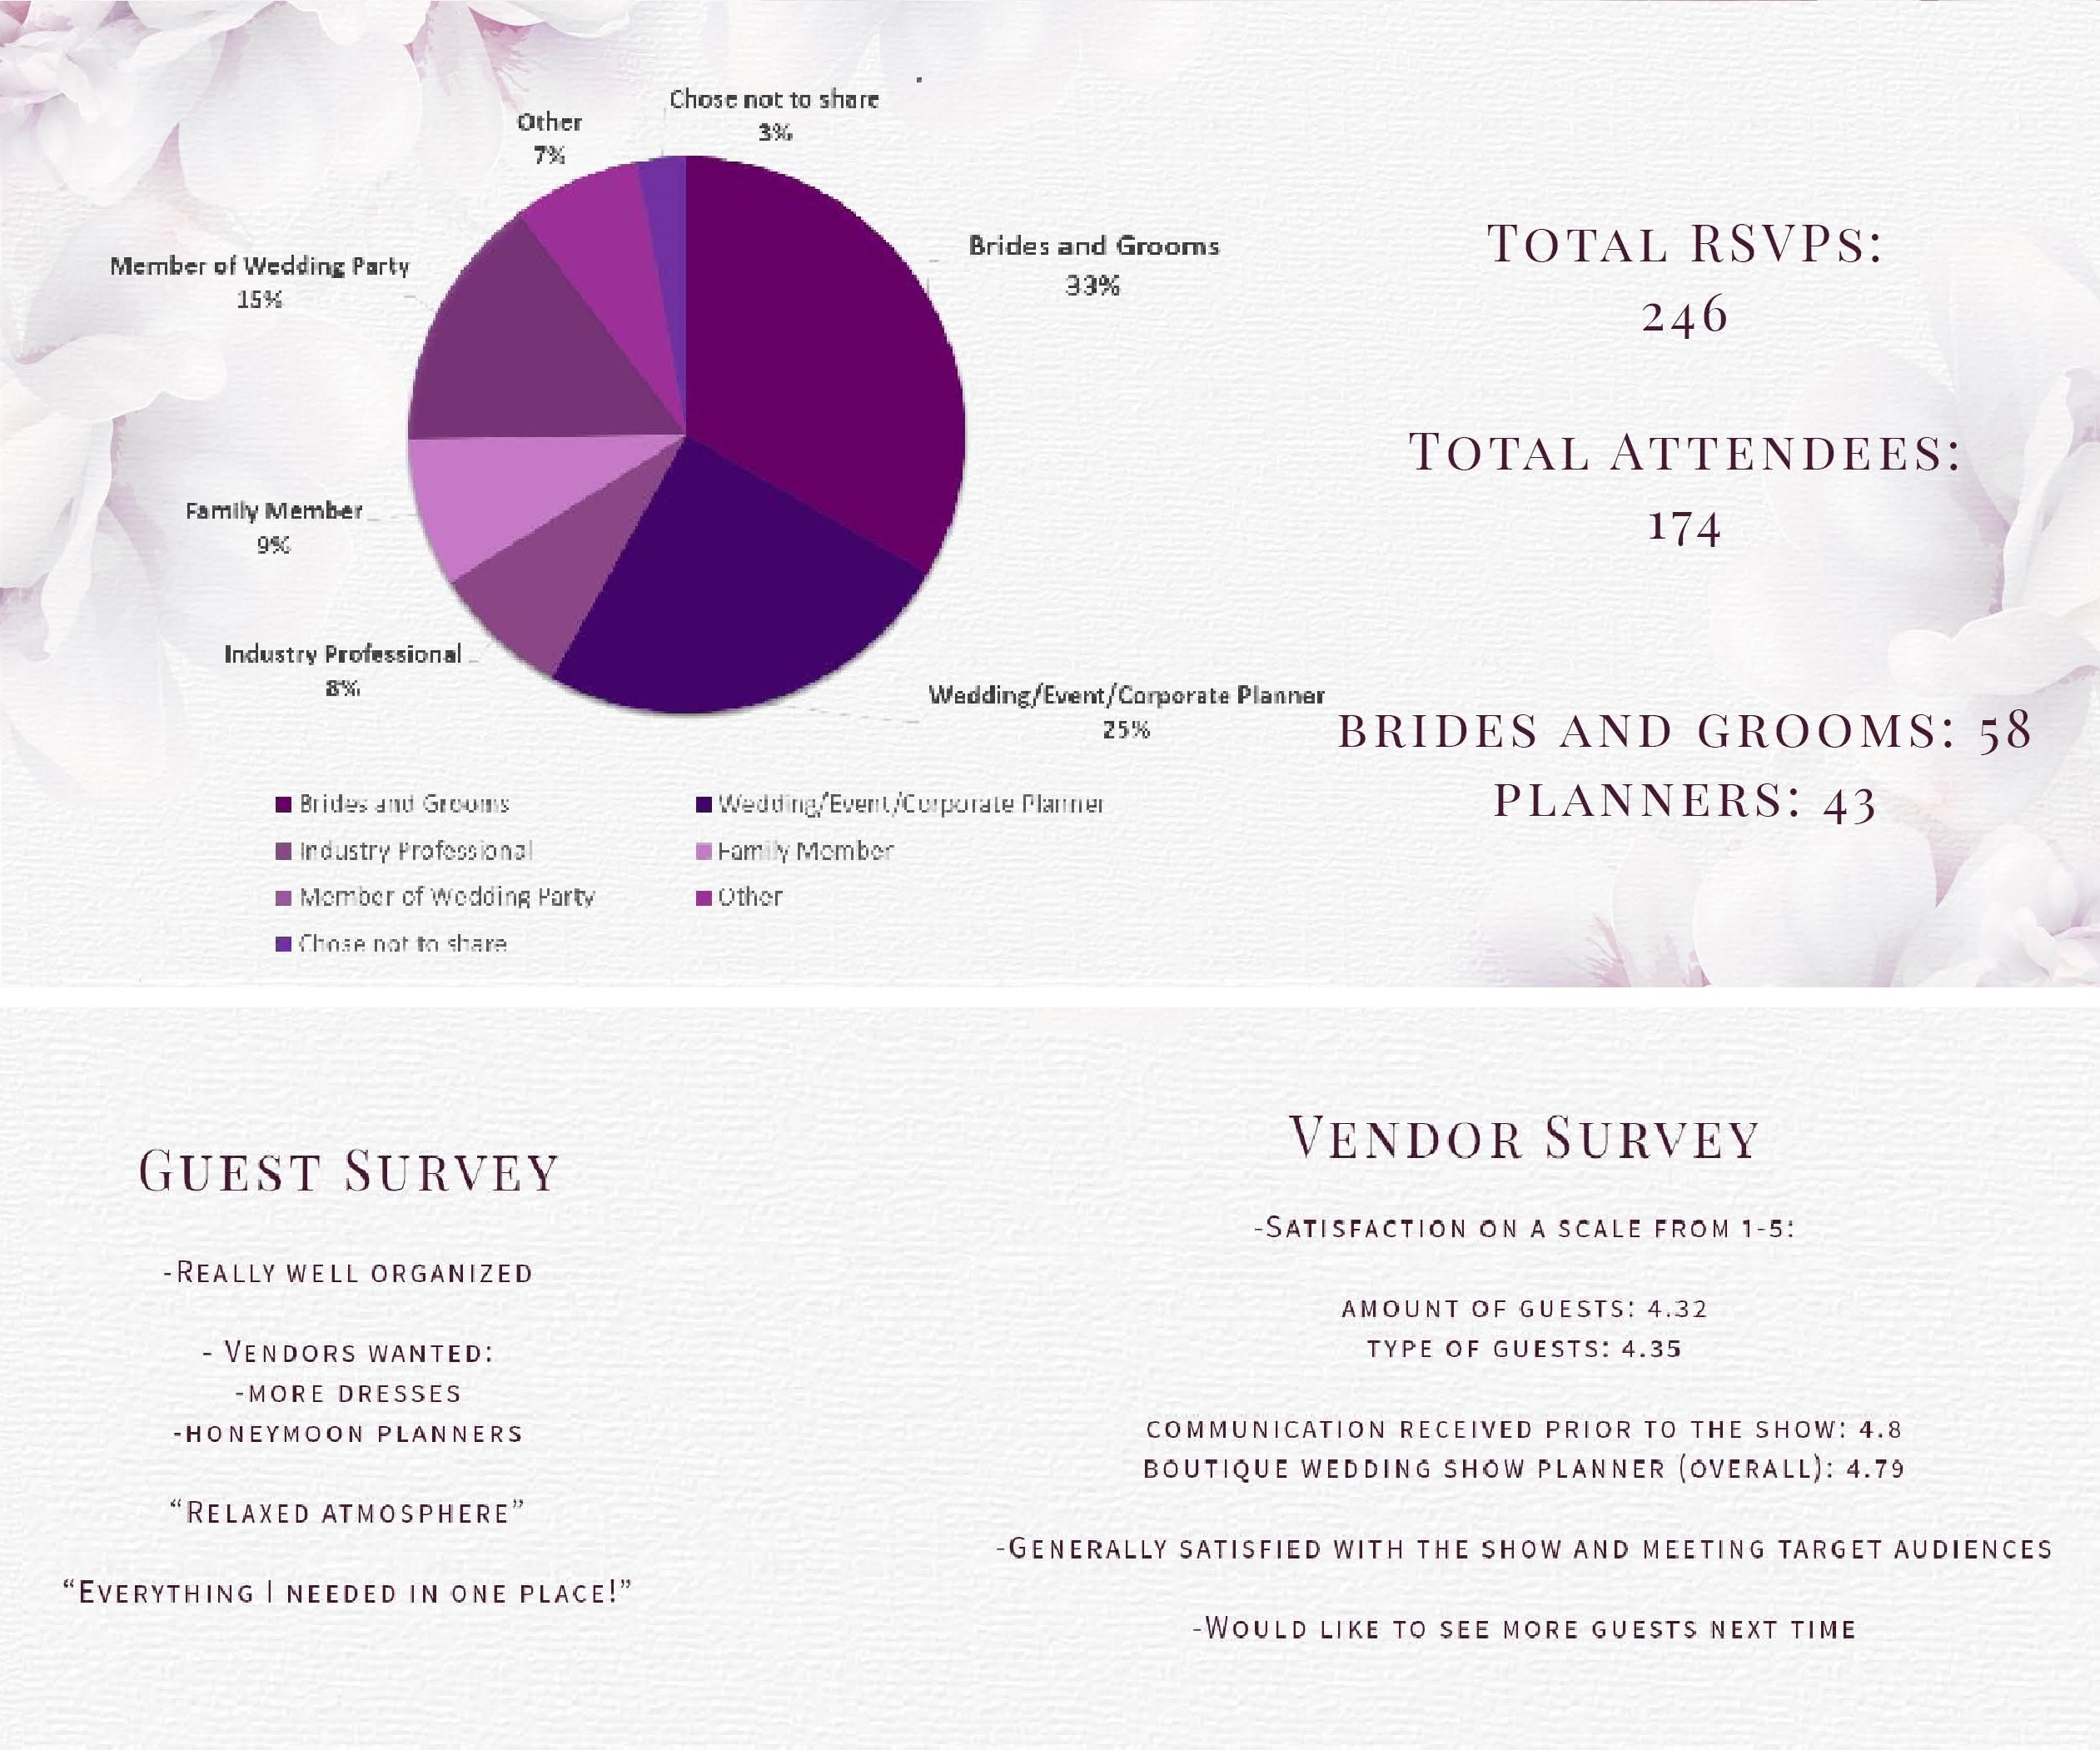 Chose not to share
3%
Other
7%
Brides and Grooms
33%
Member of Wedding Party
15%
Family Member
9%
Industry Professional
8%
Wedding/Event/Corporate Planner
25%
Brides and Grooms
Wedding/Event/Corporate Planner
Industry Professional
Family Member
Member of Wedding Party
Other
Chose not to share
Total RSVPs:
246
Total Attendees:
174
BRIDES AND GROOMS: 58
PLANNERS: 43
Guest Survey
-Really well organized
- Vendors wanted:
-more dresses
-honeymoon planners
“Relaxed atmosphere”
“Everything I needed in one place!”
Vendor Survey
-Satisfaction on a scale from 1-5:
amount of guests: 4.32
type of guests: 4.35
communication received prior to the show: 4.8
boutique wedding show planner (overall): 4.79
-Generally satisfied with the show and meeting target audiences
-Would like to see more guests next time